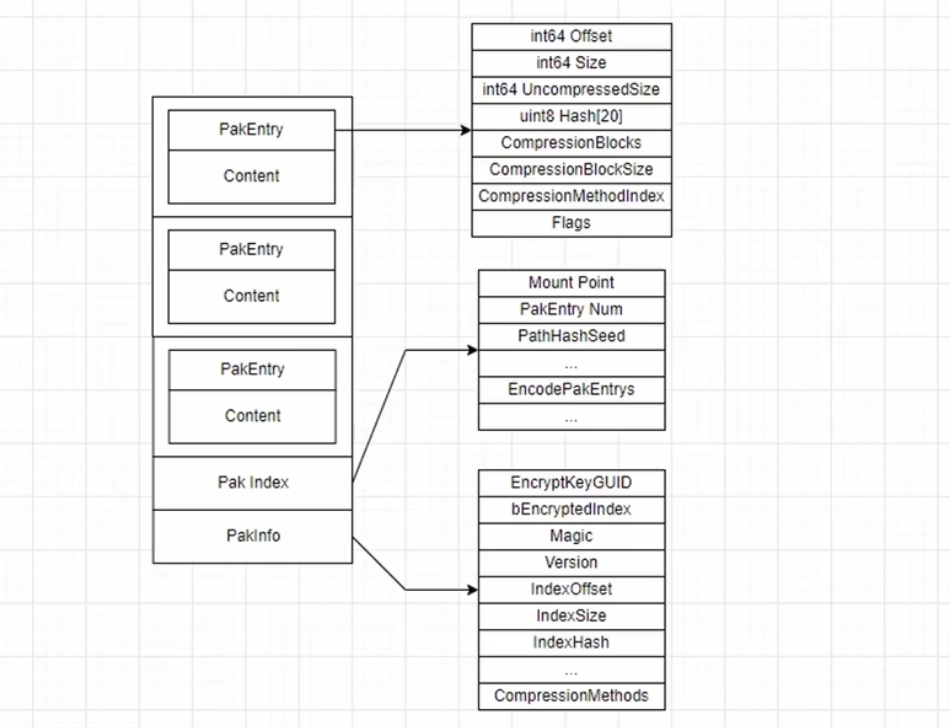 PakEntry
Content
PakEntry
Content
PakEntry
Content
Pak Index
PakInfo
int64 Offset
int64 Size
int64 UncompressedSize
uint8 Hash[20]
CompressionBlocks
CompressionBlockSize
CompressionMethodIndex
Flags
Mount Point
PakEntry Num
PathHashSeed
...
EncodePakEntrys
...
EncryptKeyGUID
bEncryptedIndex
Magic
Version
IndexOffset
IndexSize
IndexHash
...
CompressionMethods